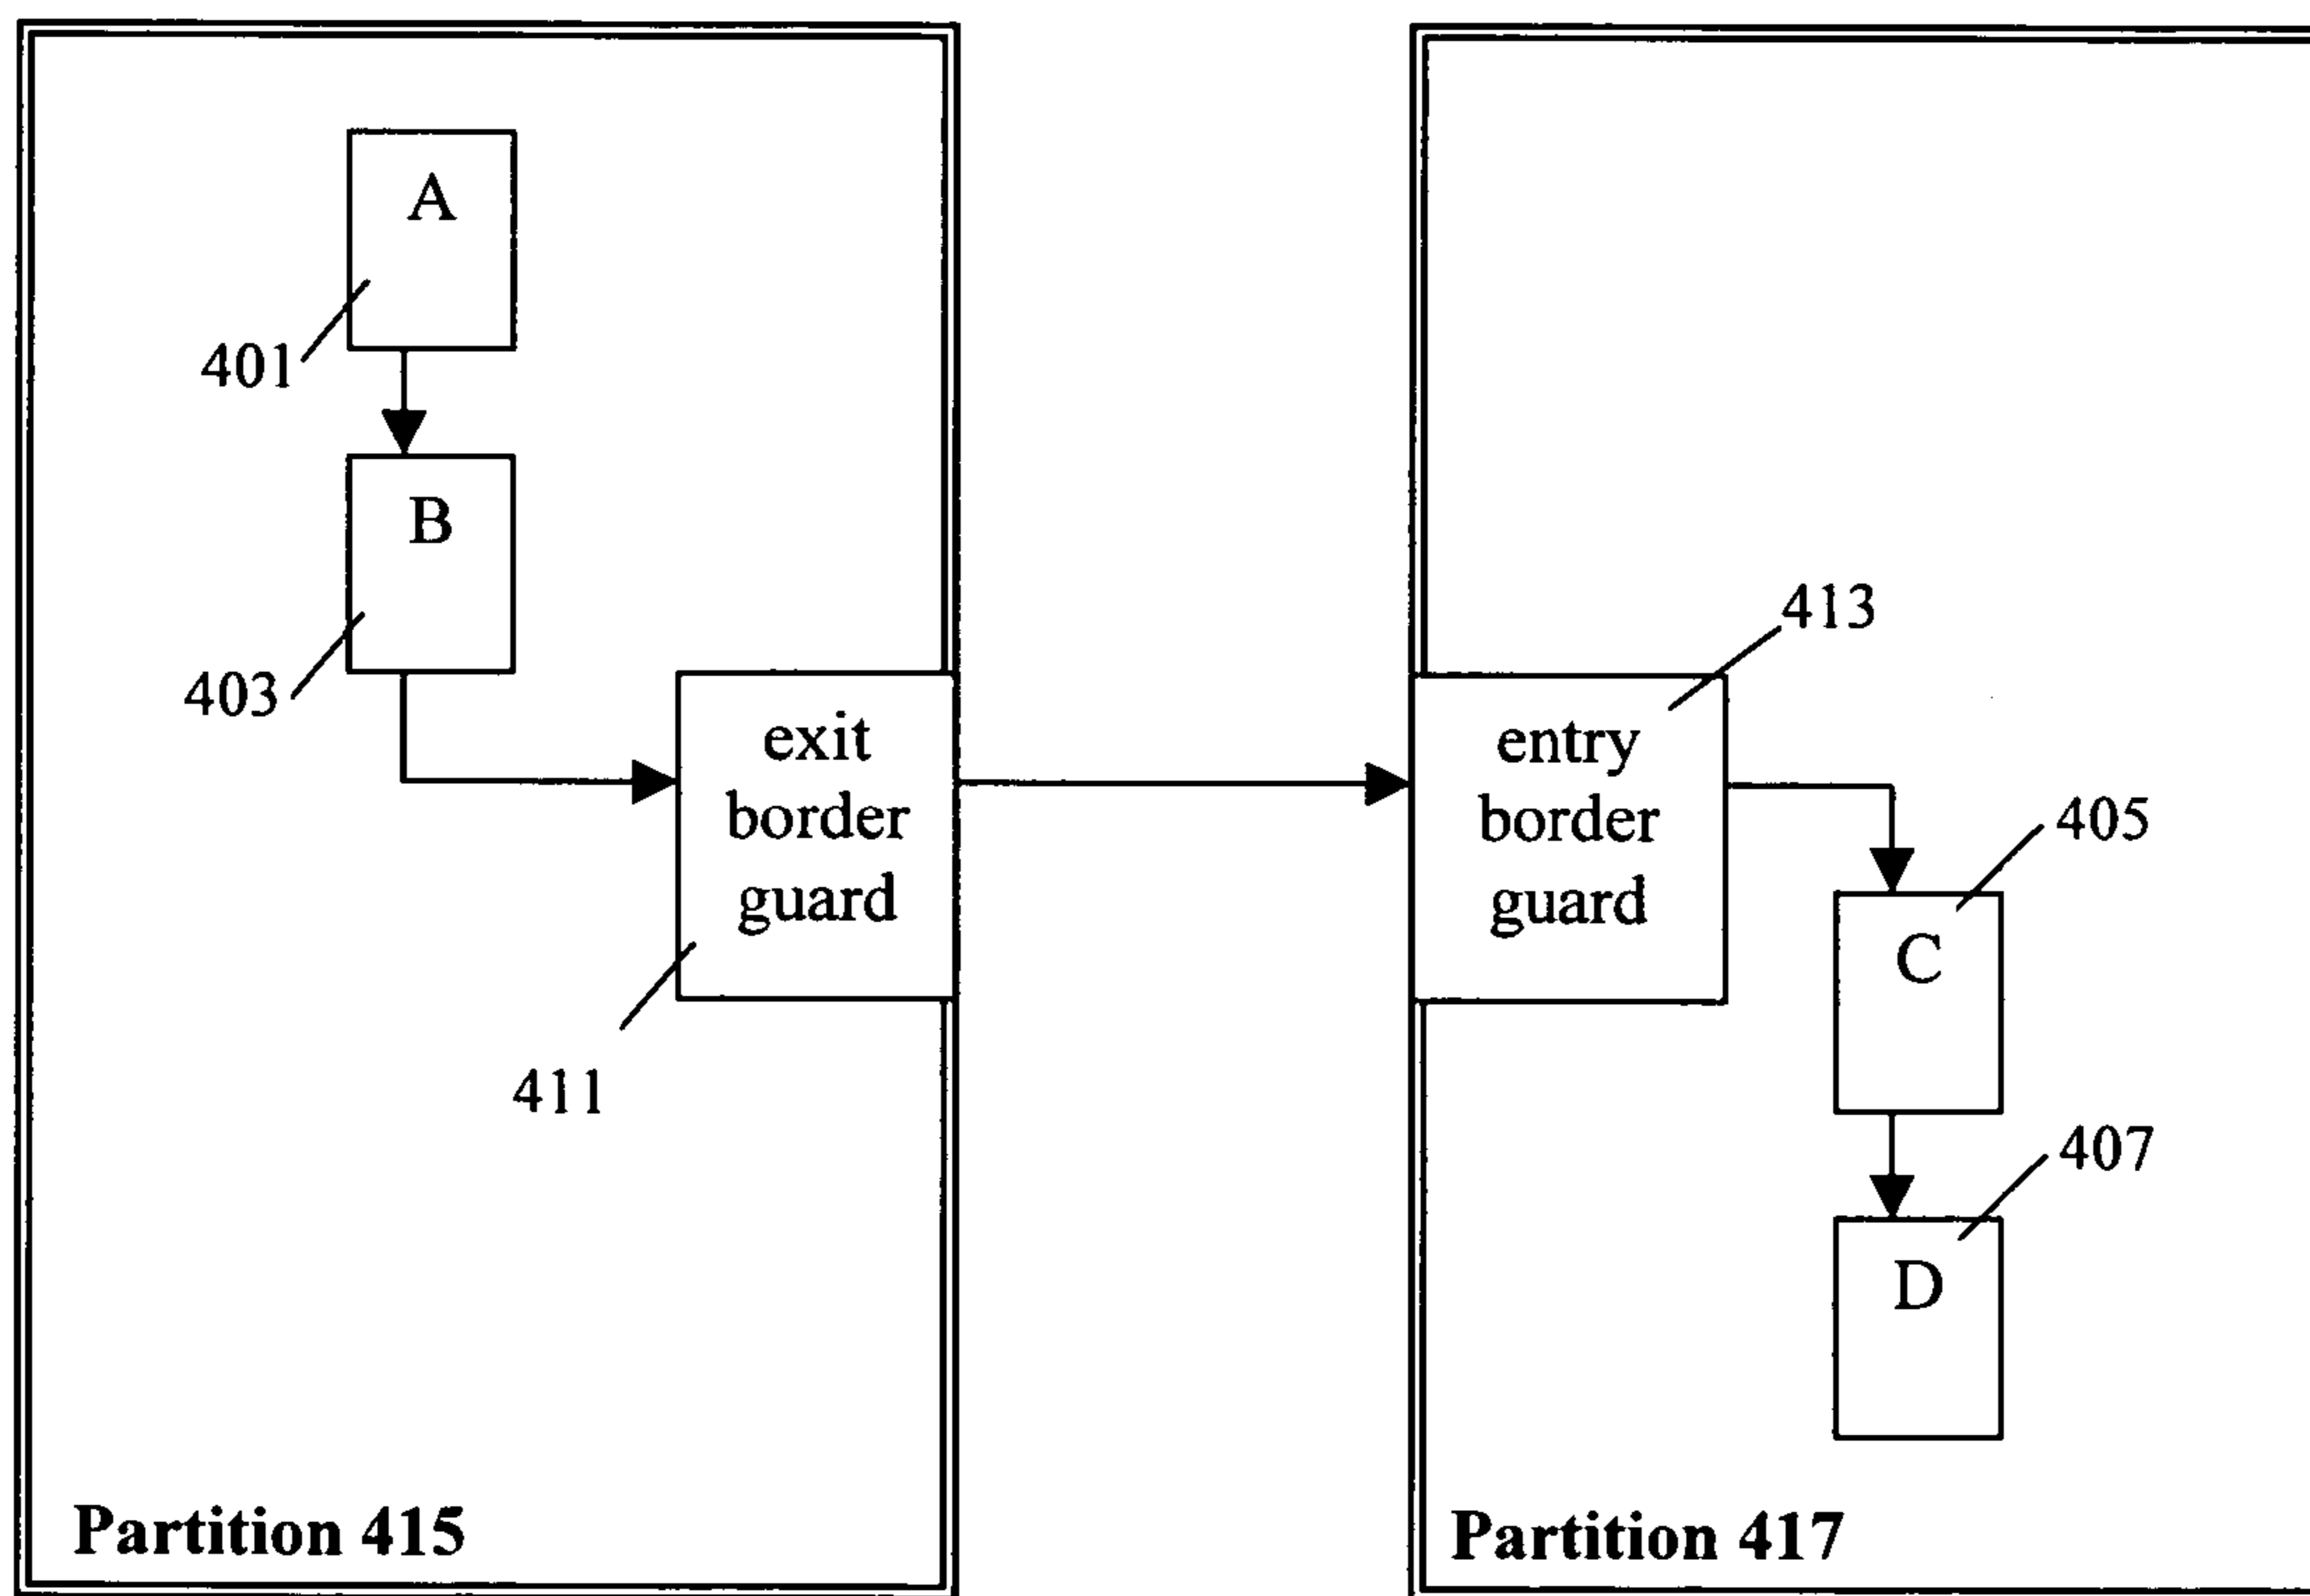 A
401
B
403
exit
border
guard
411
Partition 415
413
entry
border
guard
405
C
407
D
Partition 417